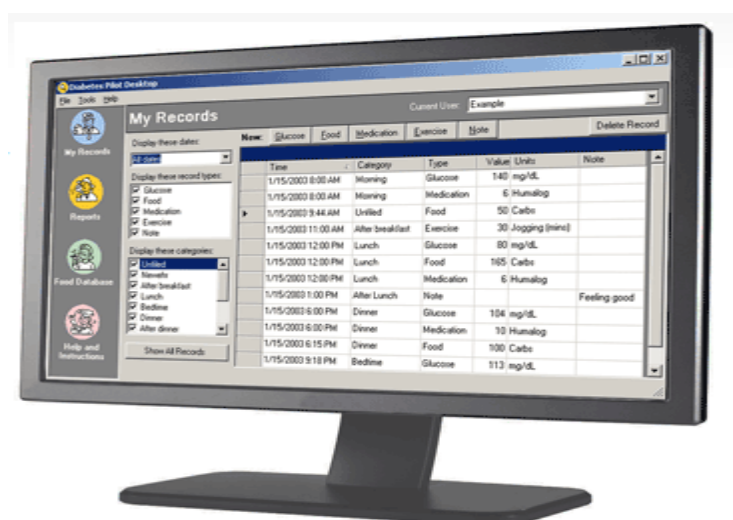 Diabetes Pilot Desktop
File Tools Help
My Records
Current User: Example
My Records
Display these dates:
All dates
New: Glucose Food Medication Exercise Note Delete Record
Display these record types:
Glucose
Food
Medication
Exercise
Note
Reports
Display these categories:
Unfiled
After breakfast
Lunch
Bedtime
Dinner
After dinner
Food Database
Show All Records
Help and
Instructions
Time Category Type Value Units Note
1/15/2003 8:00 AM Morning Glucose 140 mg/dL
1/15/2003 8:00 AM Morning Medication 6 Humalog
1/15/2003 9:44 AM Unfiled Food 50 Carbs
1/15/2003 11:00 AM After breakfast Exercise 30 Jogging (mins)
1/15/2003 12:00 PM Lunch Glucose 80 mg/dL
1/15/2003 12:00 PM Lunch Food 165 Carbs
1/15/2003 12:00 PM Lunch Medication 6 Humalog
1/15/2003 1:00 PM After Lunch Note Feeling good
1/15/2003 6:00 PM Dinner Glucose 104 mg/dL
1/15/2003 6:00 PM Dinner Medication 10 Humalog
1/15/2003 6:15 PM Dinner Food 100 Carbs
1/15/2003 9:18 PM Bedtime Glucose 113 mg/dL